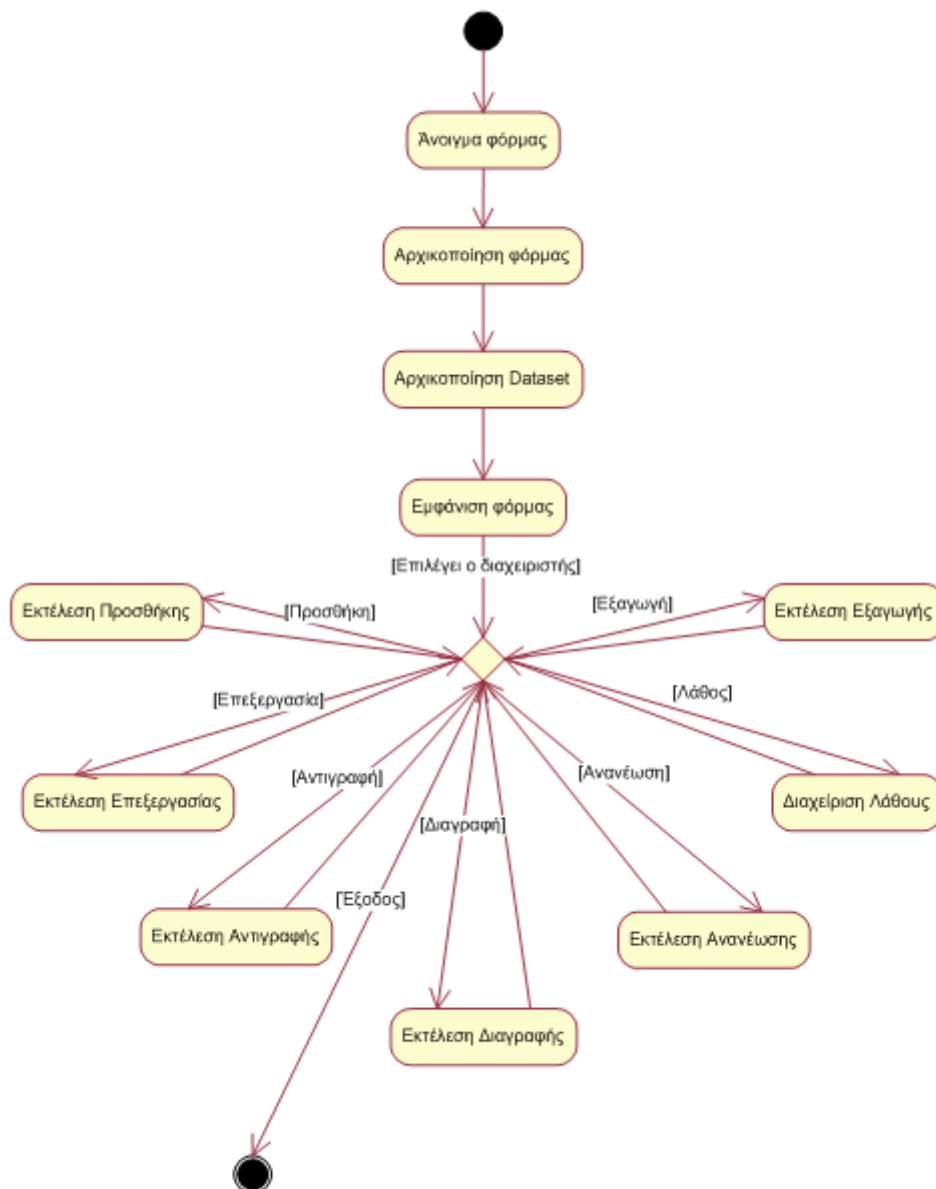 Άνοιγμα φόρμας
Αρχικοποίηση φόρμας
Αρχικοποίηση Dataset
Εμφάνιση φόρμας
[Επιλέγει ο διαχειριστής]
Εκτέλεση Προσθήκης
[Προσθήκη]
[Εξαγωγή]
Εκτέλεση Εξαγωγής
[Επεξεργασία]
[Λάθος]
Εκτέλεση Επεξεργασίας
[Αντιγραφή]
[Ανανέωση]
Διαχείριση Λάθους
[Διαγραφή]
[Έξοδος]
Εκτέλεση Αντιγραφής
Εκτέλεση Ανανέωσης
Εκτέλεση Διαγραφής